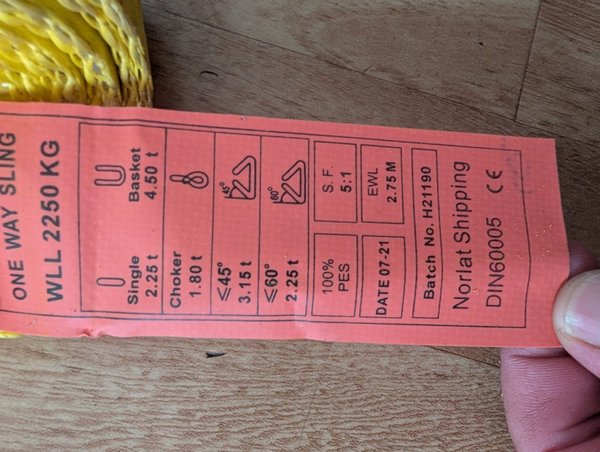 ONE WAY SLING
WLL 2250 KG
Single
2.25 t
Basket
4.50 t
Choker
1.80 t
≤45°
3.15 t
45°
≤60°
2.25 t
60°
100%
PES
S. F.
5:1
DATE 07-21
EWL
2.75 M
Batch No. H21190
Norlat Shipping
DIN60005 CE